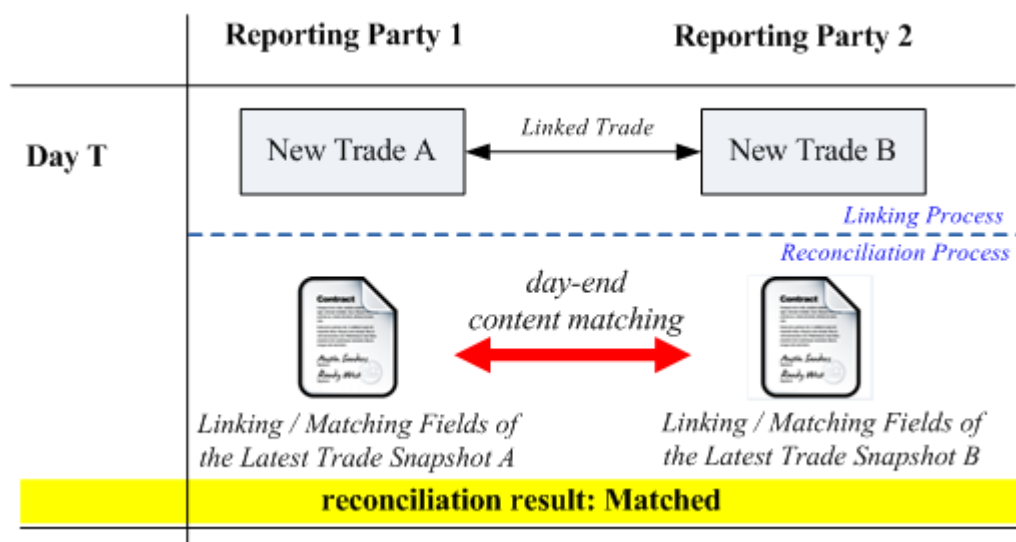 Reporting Party 1
Reporting Party 2
Day T
New Trade A
Linked Trade
New Trade B
Linking Process
Reconciliation Process
Contract
Contract
day-end
content matching
Linking / Matching Fields of
the Latest Trade Snapshot A
Linking / Matching Fields of
the Latest Trade Snapshot B
reconciliation result: Matched